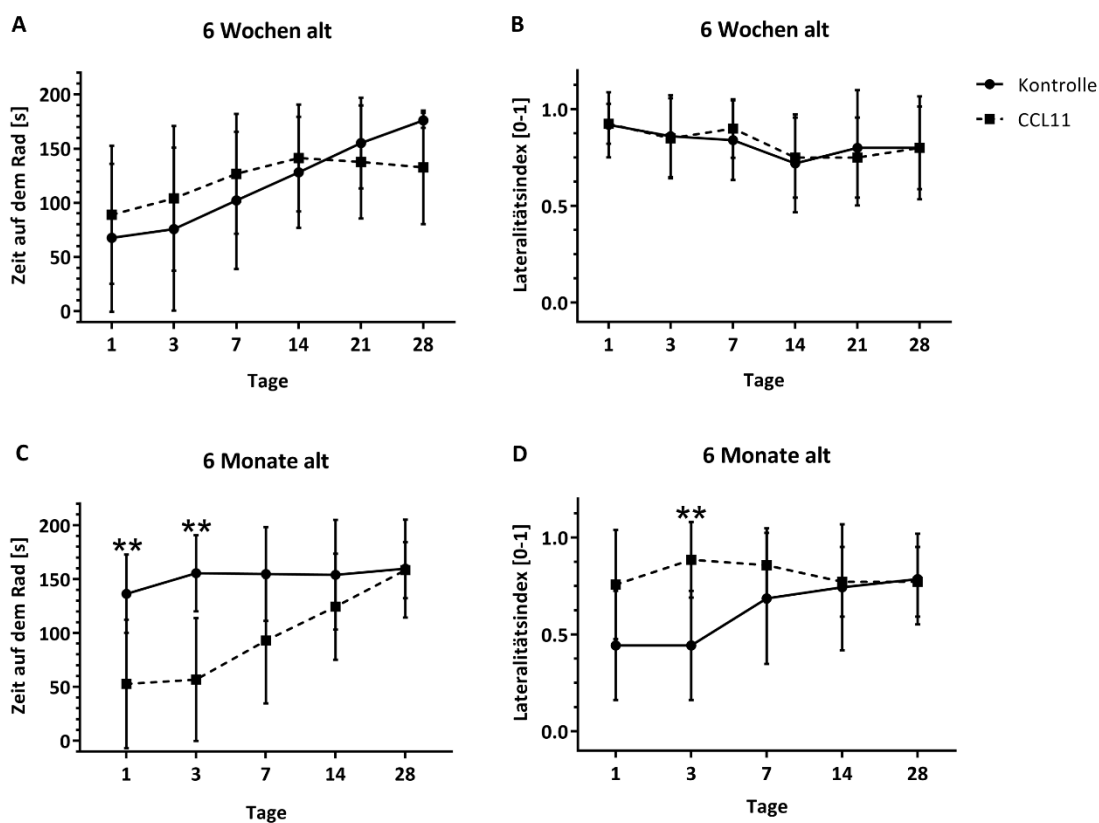 A
6 Wochen alt
Zeit auf dem Rad [s]
200
150
100
50
0
1 3 7 14 21 28
Tage
B
6 Wochen alt
Lateralitätsindex [0-1]
1.0
0.5
0.0
1 3 7 14 21 28
Tage
Kontrolle
CCL11
C
6 Monate alt
Zeit auf dem Rad [s]
200
150
100
50
0
** **
1 3 7 14 28
Tage
D
6 Monate alt
Lateralitätsindex [0-1]
1.0
0.5
0.0
**
1 3 7 14 28
Tage